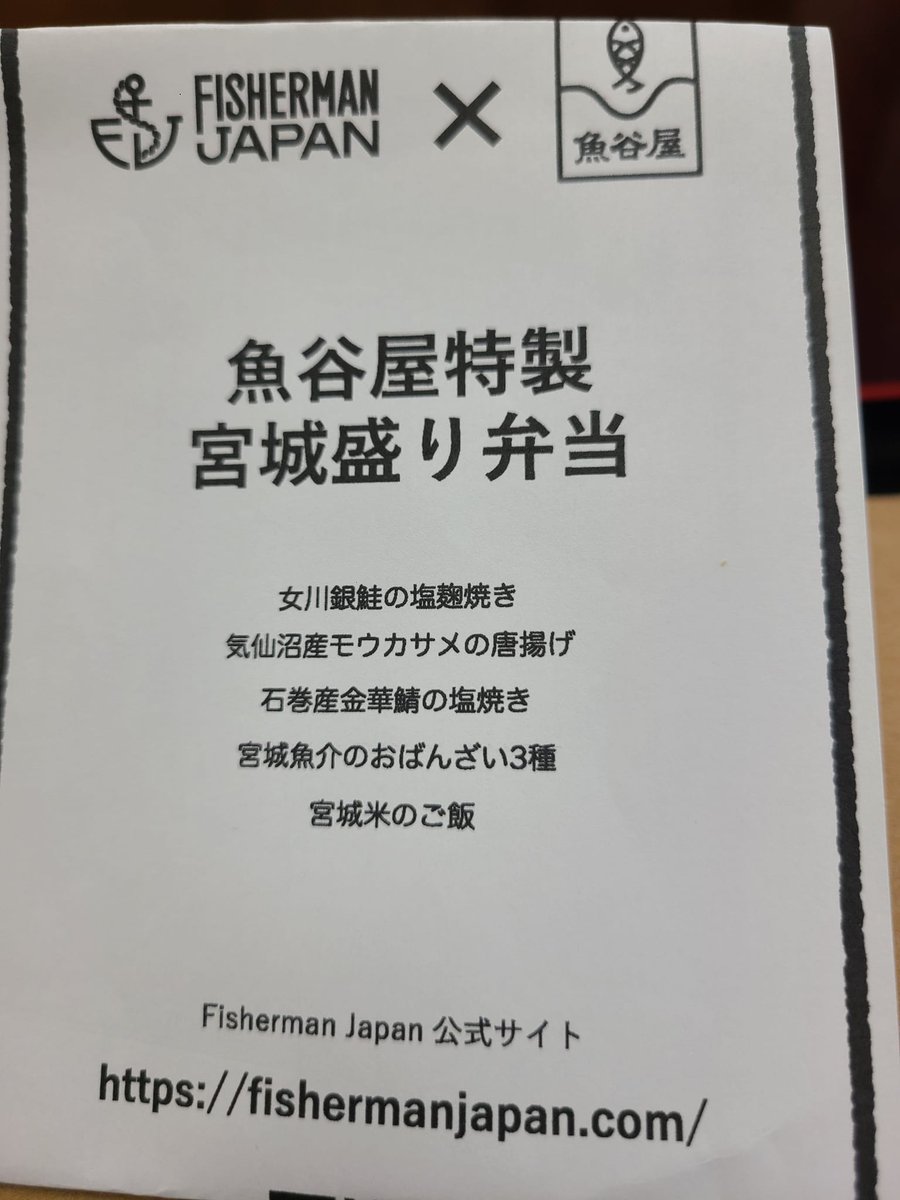 FISHERMAN
JAPAN
×
魚谷屋
魚谷屋特製
宮城盛り弁当
女川銀鮭の塩麹焼き
気仙沼産モウカサメの唐揚げ
石巻産金華鯖の塩焼き
宮城魚介のおばんざい3種
宮城米のご飯
Fisherman Japan 公式サイト
https://fishermanjapan.com/